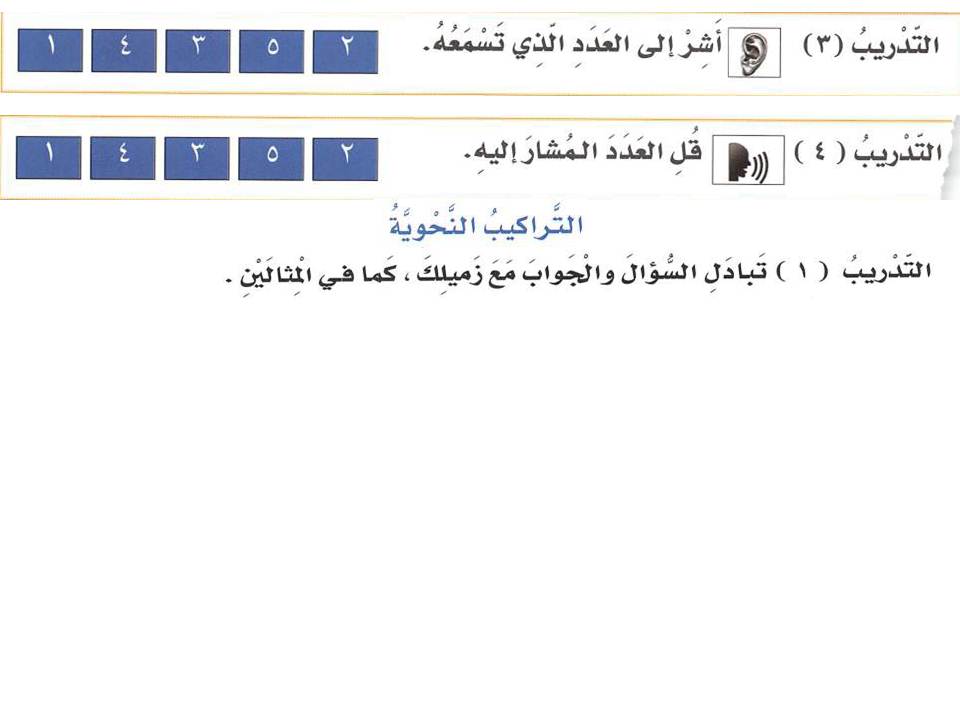 التَّدْريبُ (٣) أَشِرْ إلى العَدَدِ الَّذِي تَسْمَعُهُ. ٢ ٥ ٣ ٤ ١
التَّدْريبُ ( ٤ ) قُلِ العَدَدَ المُشارَ إليهِ. ٢ ٥ ٣ ٤ ١
التَّراكيبُ النَّحْويَّةُ
التَّدْريبُ ( ١ ) تَبادَلِ السُّؤالَ والْجَوابَ مَعَ زَميلِكَ ، كَما في الْمِثالَيْنِ .